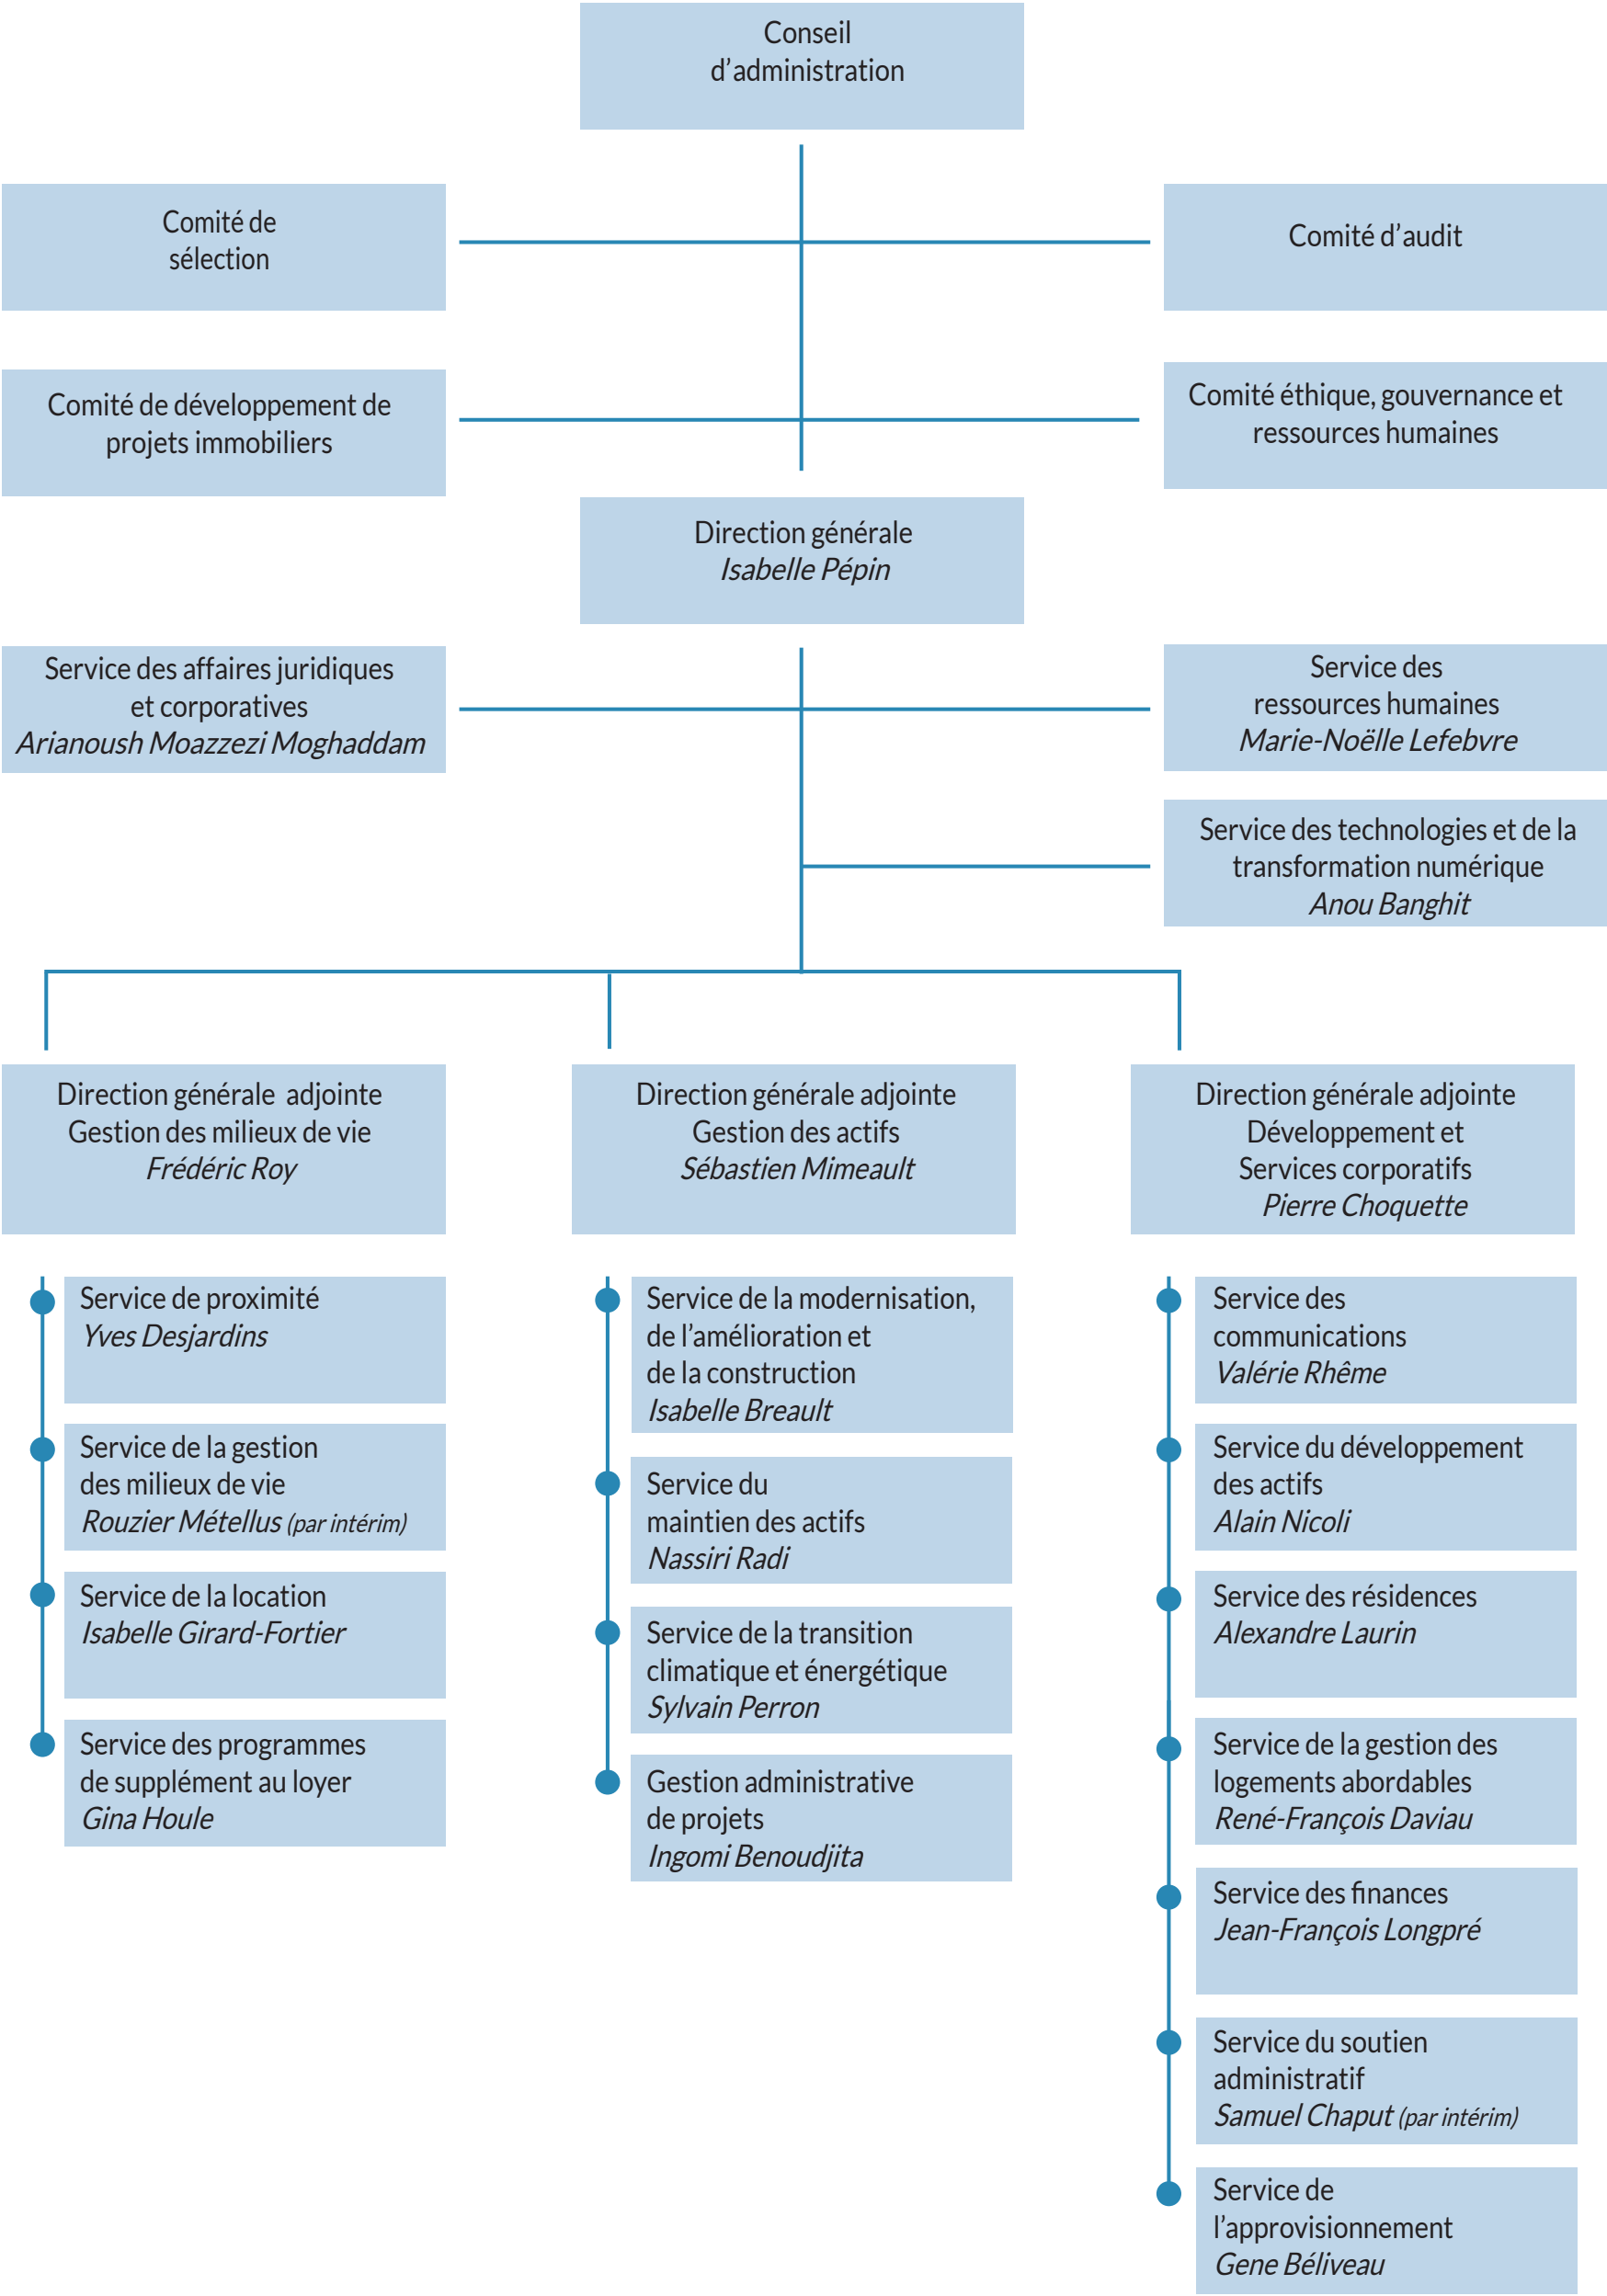 Conseil
d’administration
Comité de
sélection
Comité d’audit
Comité de développement de
projets immobiliers
Comité éthique, gouvernance et
ressources humaines
Direction générale
Isabelle Pépin
Service des affaires juridiques
et corporatives
Arianoush Moazzezi Moghaddam
Service des
ressources humaines
Marie-Noëlle Lefebvre
Service des technologies et de la
transformation numérique
Anou Banghit
Direction générale adjointe
Gestion des milieux de vie
Frédéric Roy
Direction générale adjointe
Gestion des actifs
Sébastien Mimeault
Direction générale adjointe
Développement et
Services corporatifs
Pierre Choquette
Service de proximité
Yves Desjardins
Service de la gestion
des milieux de vie
Rouzier Métellus (par intérim)
Service de la location
Isabelle Girard-Fortier
Service des programmes
de supplément au loyer
Gina Houle
Service de la modernisation,
de l’amélioration et
de la construction
Isabelle Breault
Service du
maintien des actifs
Nassiri Radi
Service de la transition
climatique et énergétique
Sylvain Perron
Gestion administrative
de projets
Ingomi Benoudjita
Service des
communications
Valérie Rhême
Service du développement
des actifs
Alain Nicoli
Service des résidences
Alexandre Laurin
Service de la gestion des
logements abordables
René-François Daviau
Service des finances
Jean-François Longpré
Service du soutien
administratif
Samuel Chaput (par intérim)
Service de
l’approvisionnement
Gene Béliveau